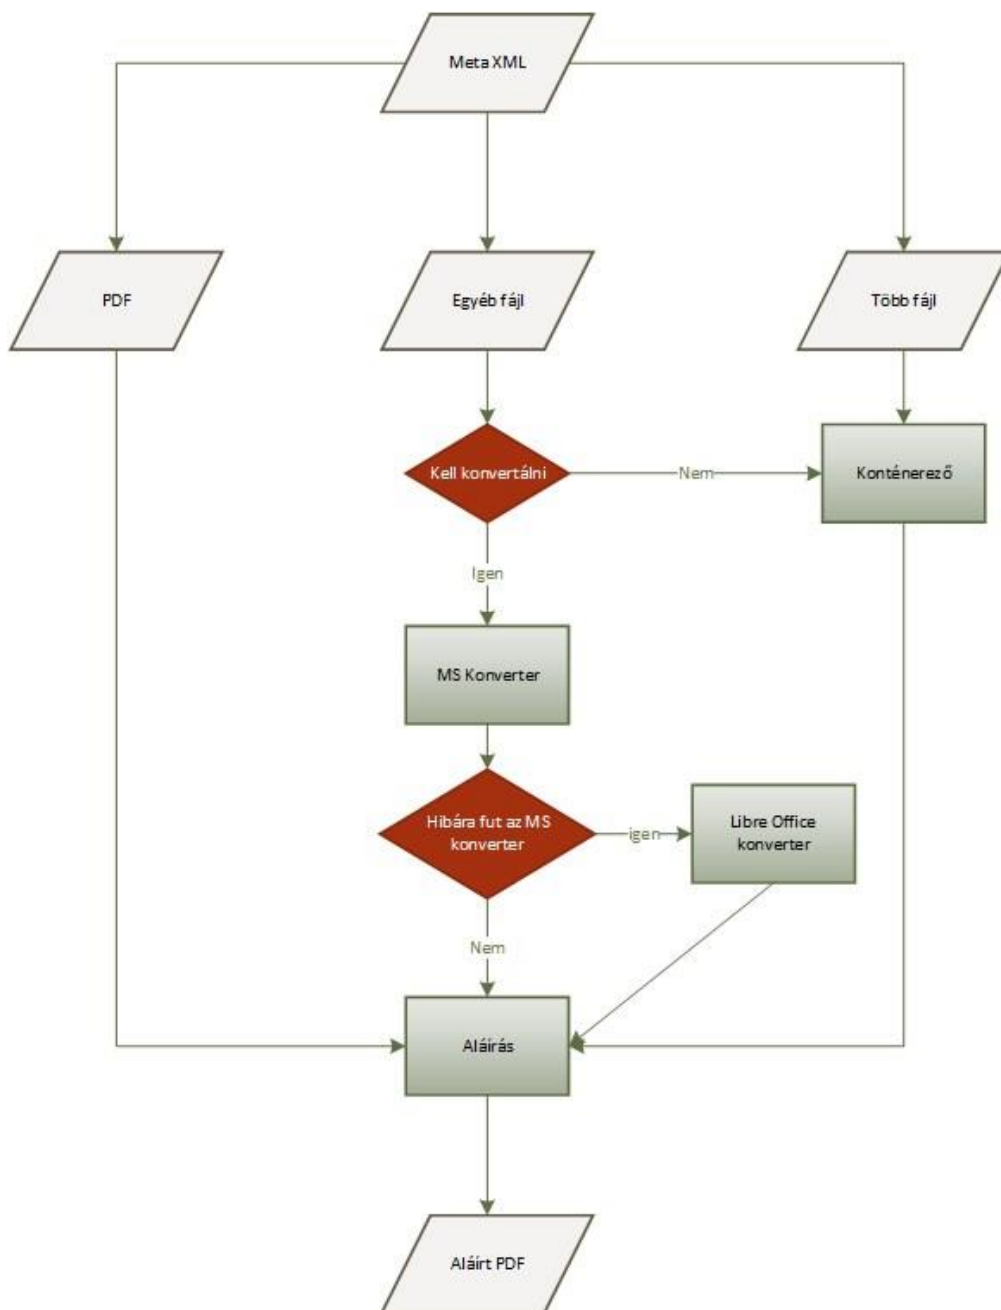 Meta XML
PDF
Egyéb fájl
Több fájl
Kell konvertálni
Nem
Konténerező
Igen
MS Konverter
Hibára fut az MS
konverter
igen
Libre Office
konverter
Nem
Aláírás
Aláírt PDF